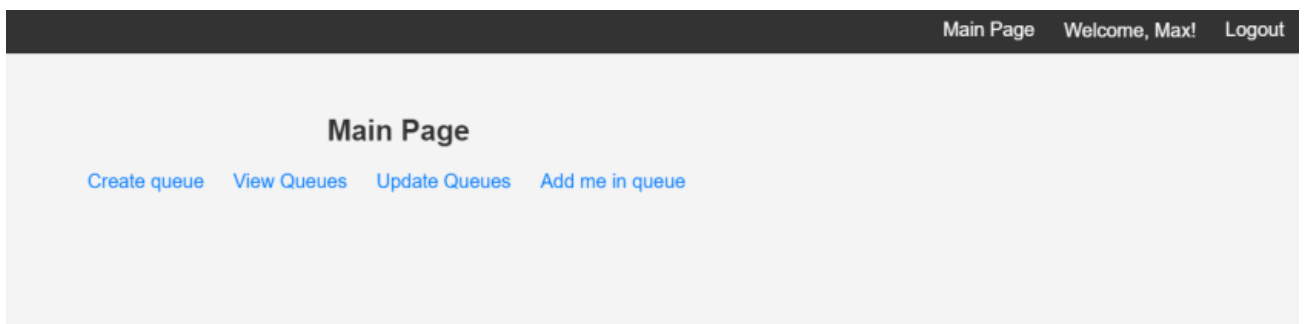 Main Page Welcome, Max! Logout
Main Page
Create queue View Queues Update Queues Add me in queue